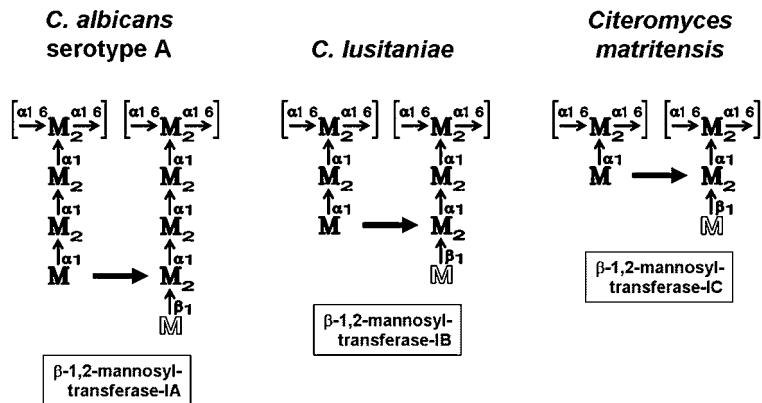 C. albicans
serotype A
C. lusitaniae
Citeromyces
matritensis
[α1 6 M2 α1 6] [α1 6 M2 α1 6]
α1 α1
M2 M2
α1 α1
M2 M2
α1 α1
M M2
β1
M
β-1,2-mannosyl-
transferase-IA
[α1 6 M2 α1 6] [α1 6 M2 α1 6]
α1 α1
M2 M2
α1 α1
M M2
β1
M
β-1,2-mannosyl-
transferase-IB
[α1 6 M2 α1 6] [α1 6 M2 α1 6]
α1 α1
M M2
β1
M
β-1,2-mannosyl-
transferase-IC